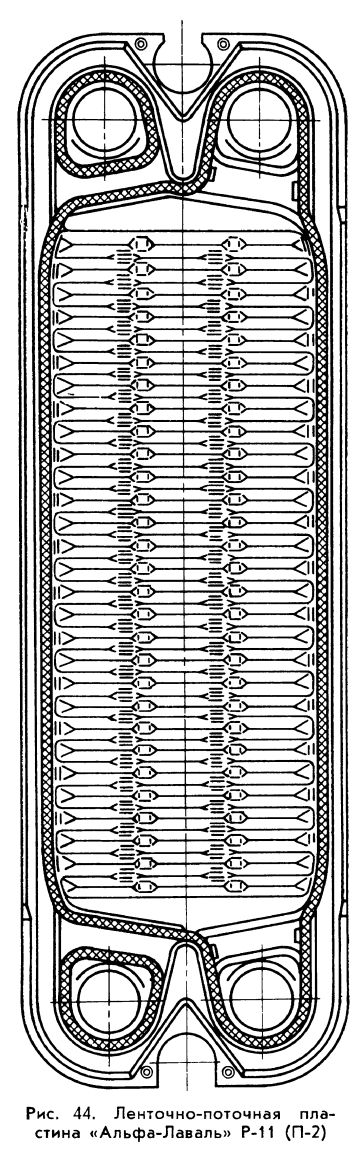 Рис. 44. Ленточно-поточная пла-
стина «Альфа-Лаваль» Р-11 (П-2)